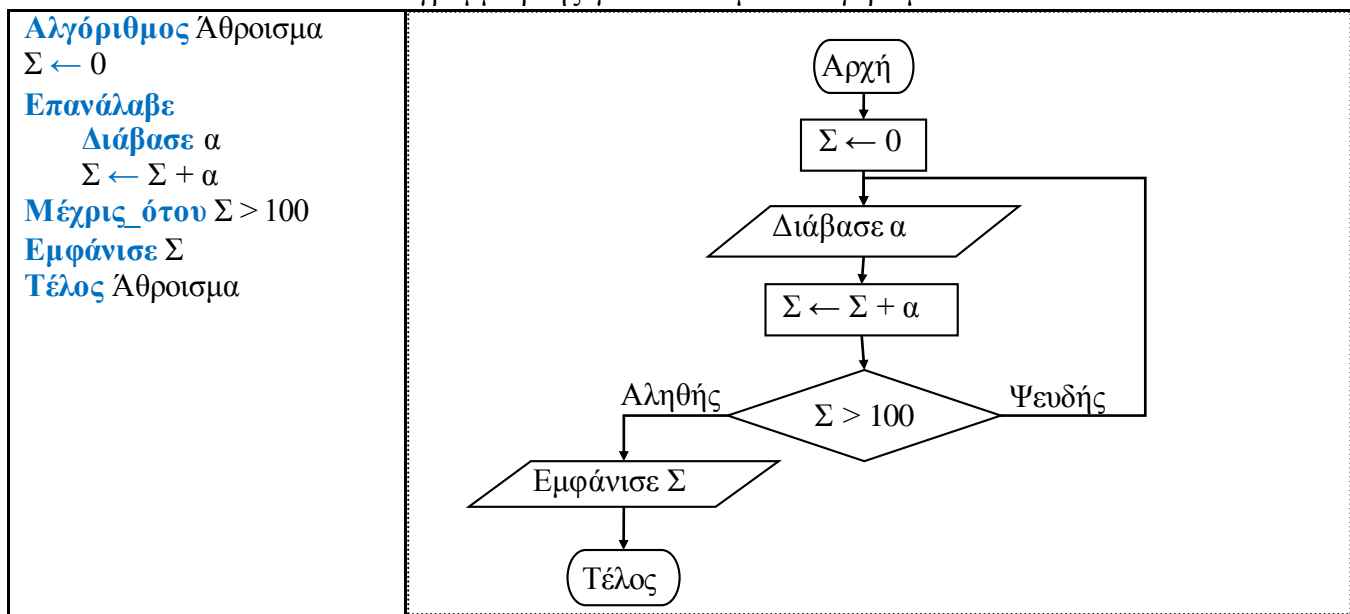 Αλγόριθμος Άθροισμα
Σ ← 0
Επανάλαβε
Διάβασε α
Σ ← Σ + α
Μέχρις_ότου Σ > 100
Εμφάνισε Σ
Τέλος Άθροισμα
Αρχή
Σ ← 0
Διάβασε α
Σ ← Σ + α
Αληθής
Σ > 100
Ψευδής
Εμφάνισε Σ
Τέλος